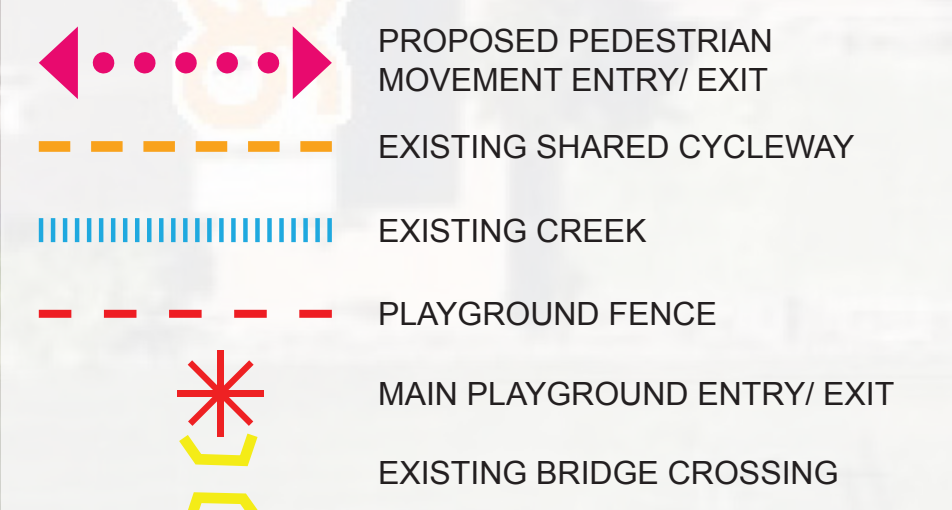 PROPOSED PEDESTRIAN
MOVEMENT ENTRY/ EXIT
EXISTING SHARED CYCLEWAY
EXISTING CREEK
PLAYGROUND FENCE
MAIN PLAYGROUND ENTRY/ EXIT
EXISTING BRIDGE CROSSING